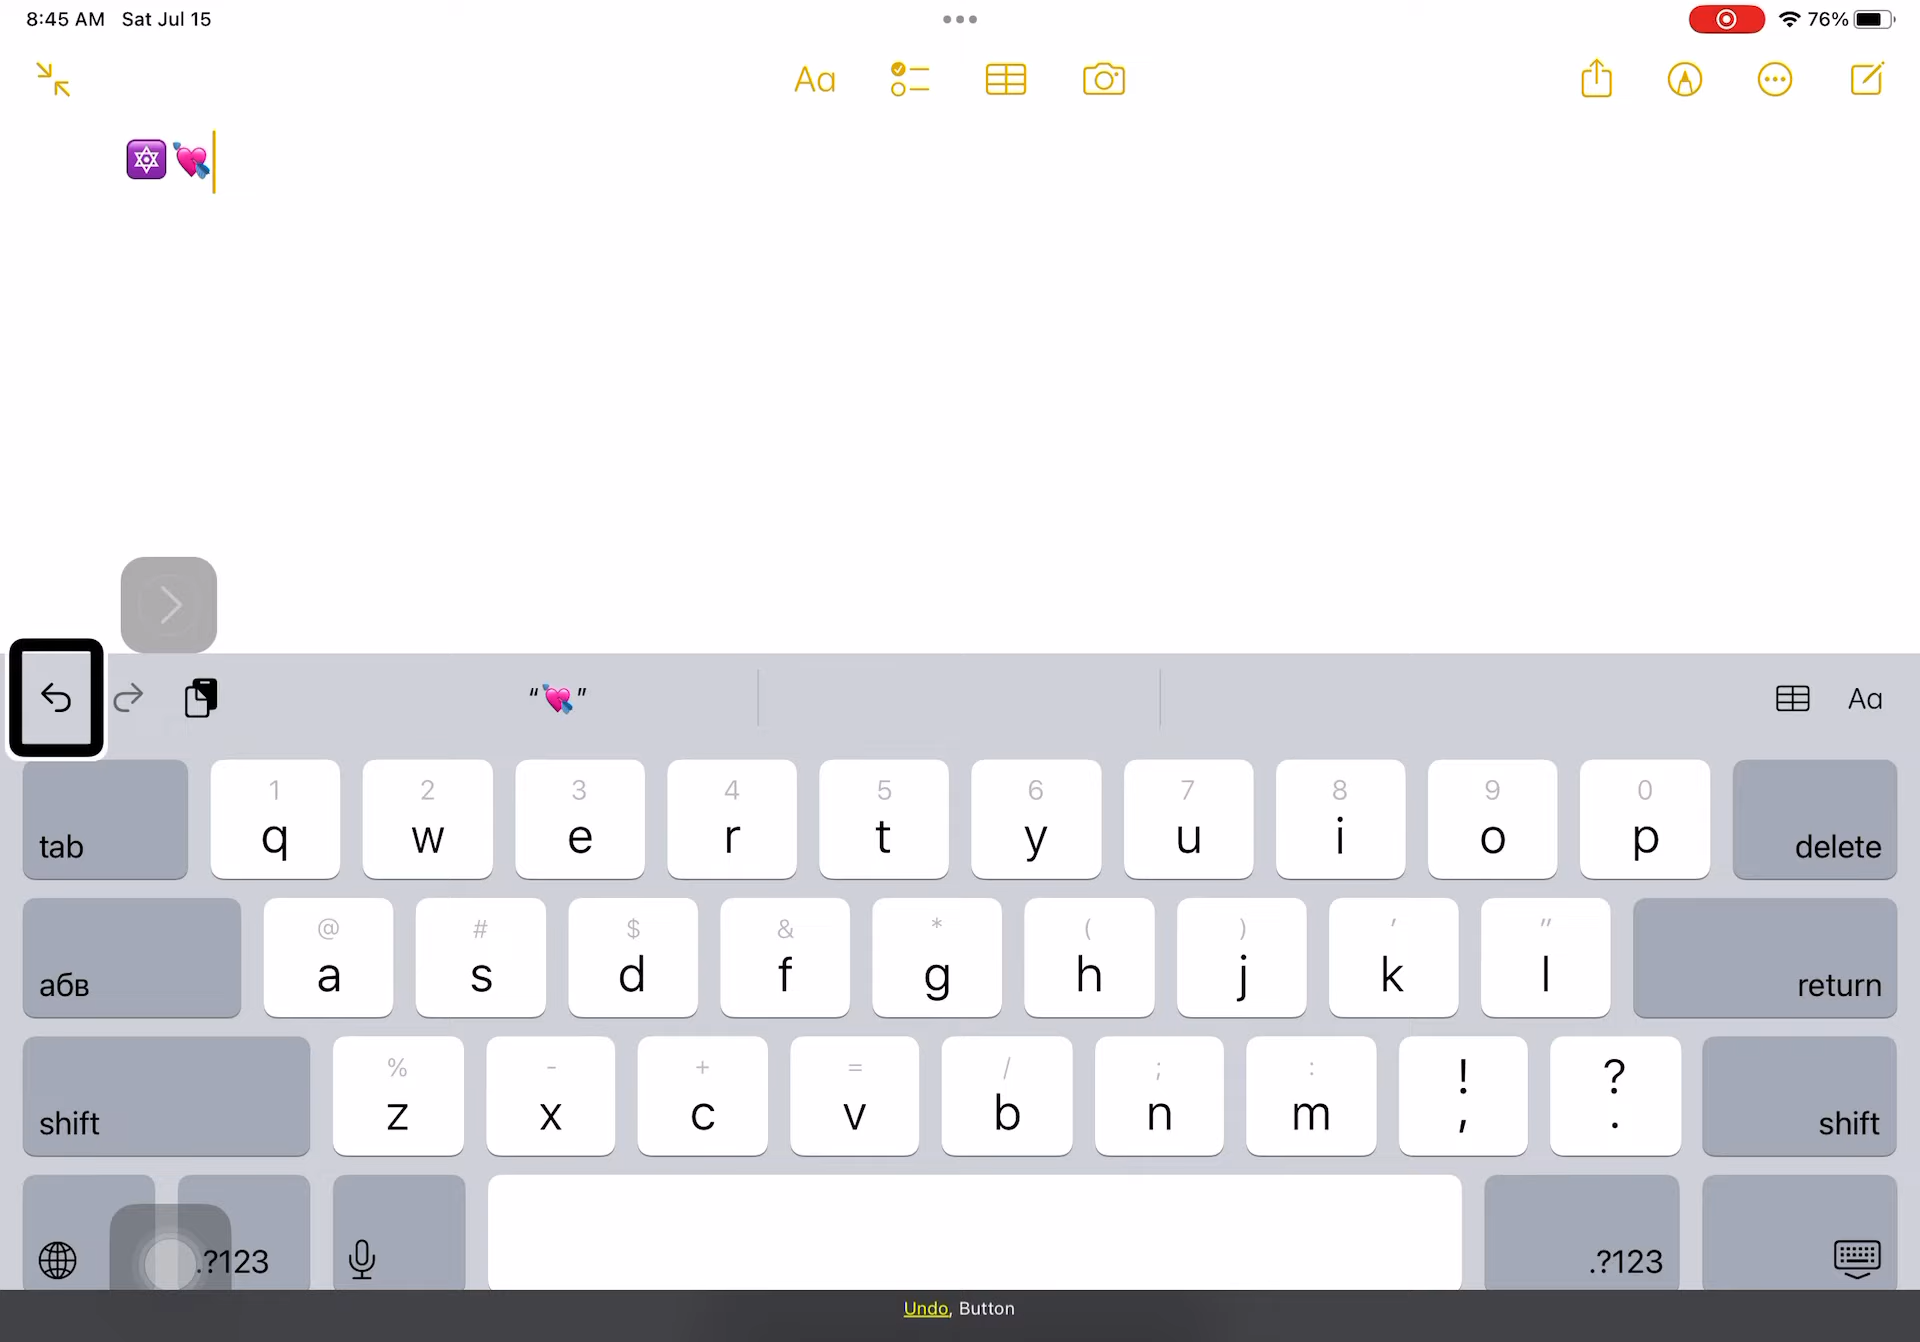 8:45 AM Sat Jul 15 76%
Aa
🔯💘
“💘” Aa
tab 1 q 2 w 3 e 4 r 5 t 6 y 7 u 8 i 9 o 0 p delete
абв @ a # s $ d & f * g ( h ) j ' k " l return
shift % z - x + c = v / b ; n : m ! , ? . shift
.?123 .?123
Undo, Button